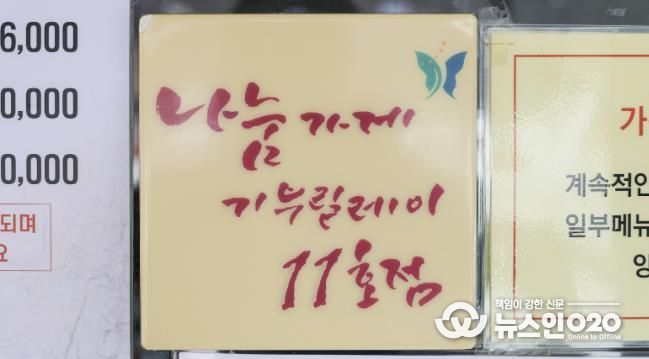 6,000
0,000
0,000
되며
요
나눔가게
기부릴레이
11호점
가
계속적인
일부메뉴
양
책임이 강한 신문
뉴스인020
Online to Offline